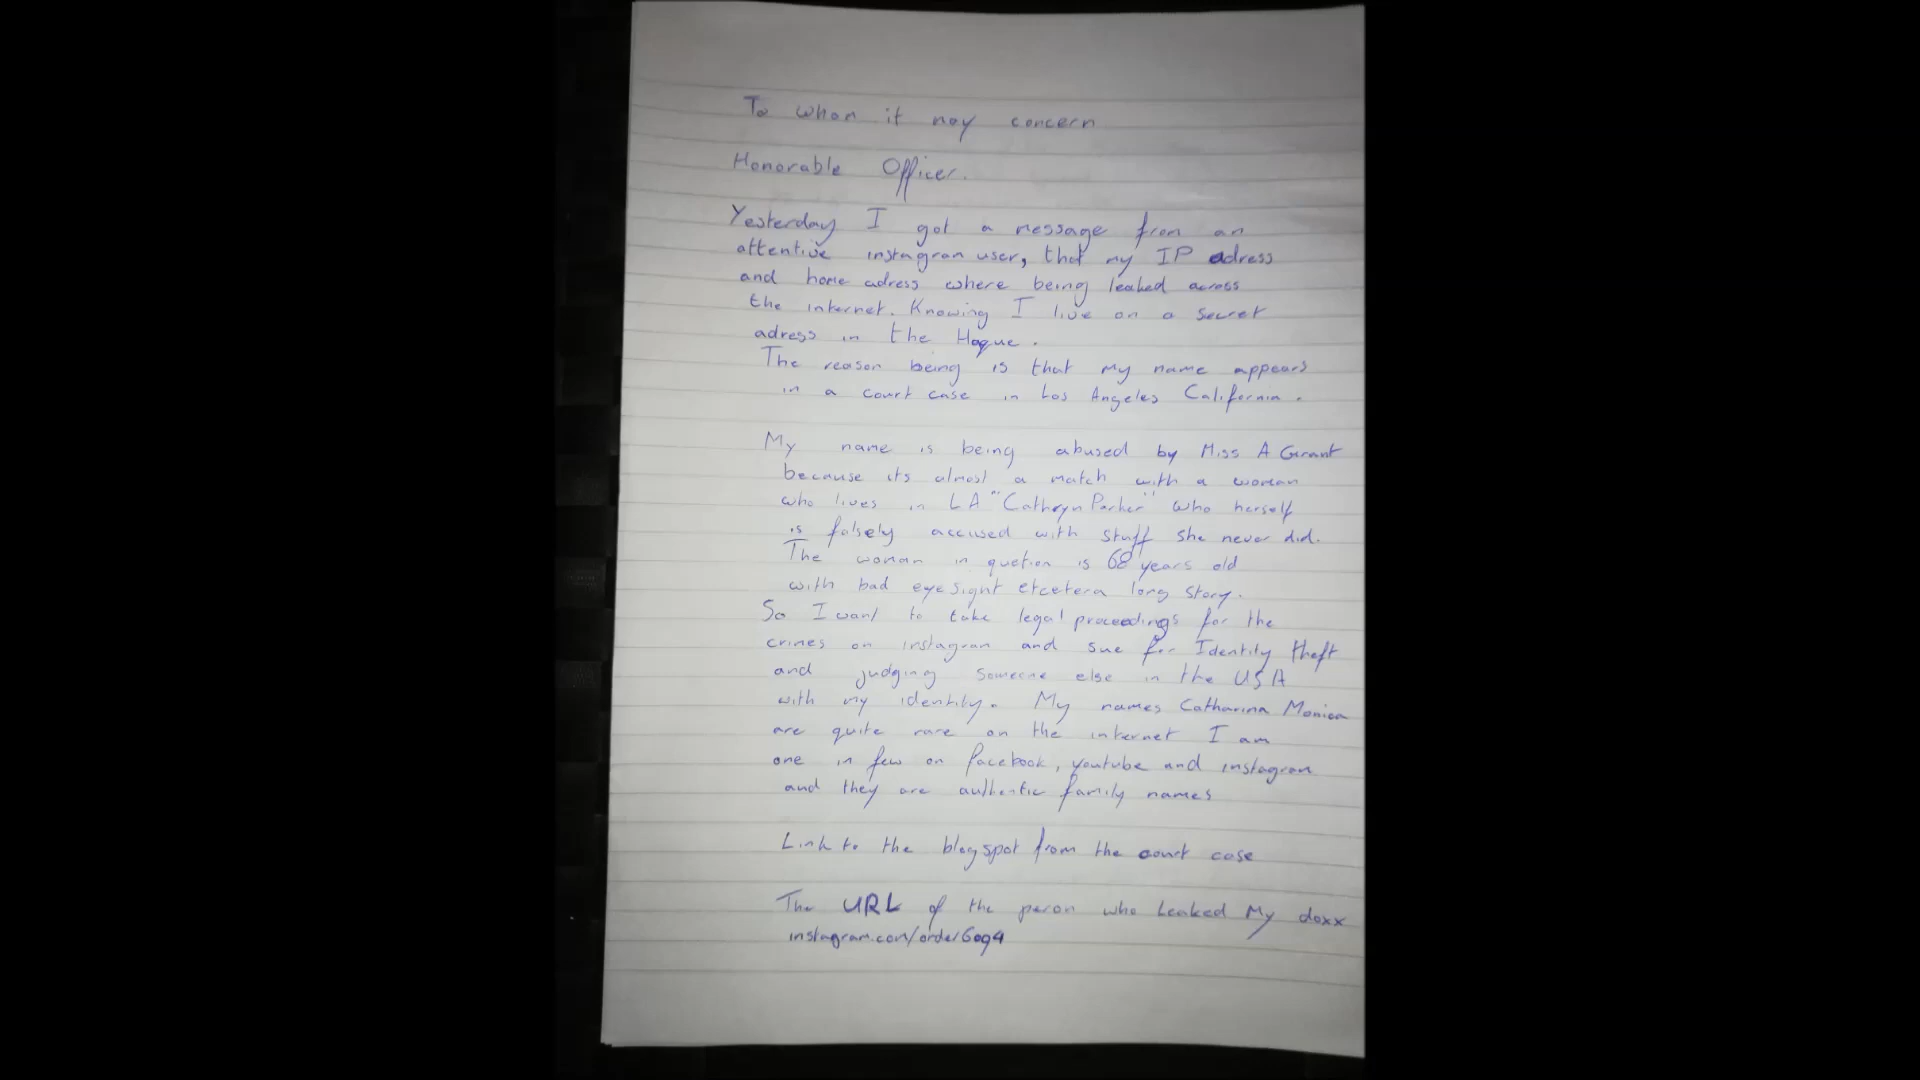 To whom it may concern
Honorable Officer.
Yesterday I got a message from an
attentive instagram user, that my IP adress
and home adress where being leaked across
the internet. Knowing I live on a secret
adress in the Hague.
The reason being is that my name appears
in a court case in Los Angeles California.
My name is being abused by Miss A Grant
because its almost a match with a woman
who lives in LA "Cathryn Parker" who herself
is falsely accused with stuff she never did.
The woman in quetion is 68 years old
with bad eyesight etcetera long story.
So I want to take legal proceedings for the
crimes on instagram and sue for Identity theft
and judging someone else in the USA
with my identity. My names Catharina Monica
are quite rare on the internet I am
one in few on facebook, youtube and instagram
and they are authentic family names
Link to the blogspot from the court case
The URL of the person who leaked My doxx